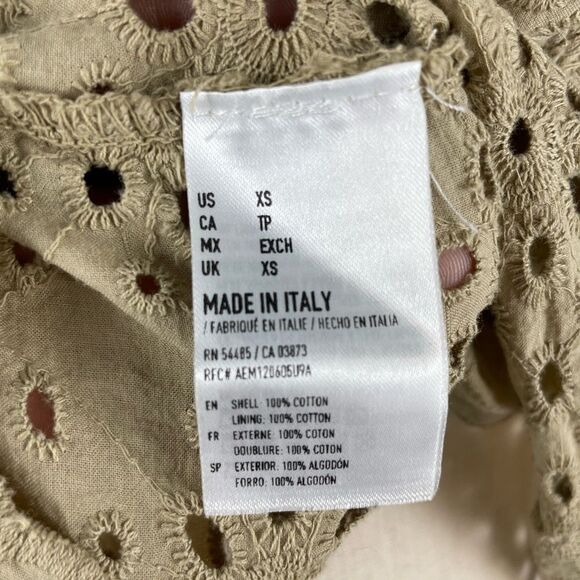 US XS
CA TP
MX EXCH
UK XS
MADE IN ITALY
/ FABRIQUÉ EN ITALIE / HECHO EN ITALIA
RN 54485 / CA 03873
RFC# AEM120605U9A
EN SHELL: 100% COTTON
LINING: 100% COTTON
FR EXTERNE: 100% COTON
DOUBLURE: 100% COTON
SP EXTERIOR: 100% ALGODÓN
FORRO: 100% ALGODÓN